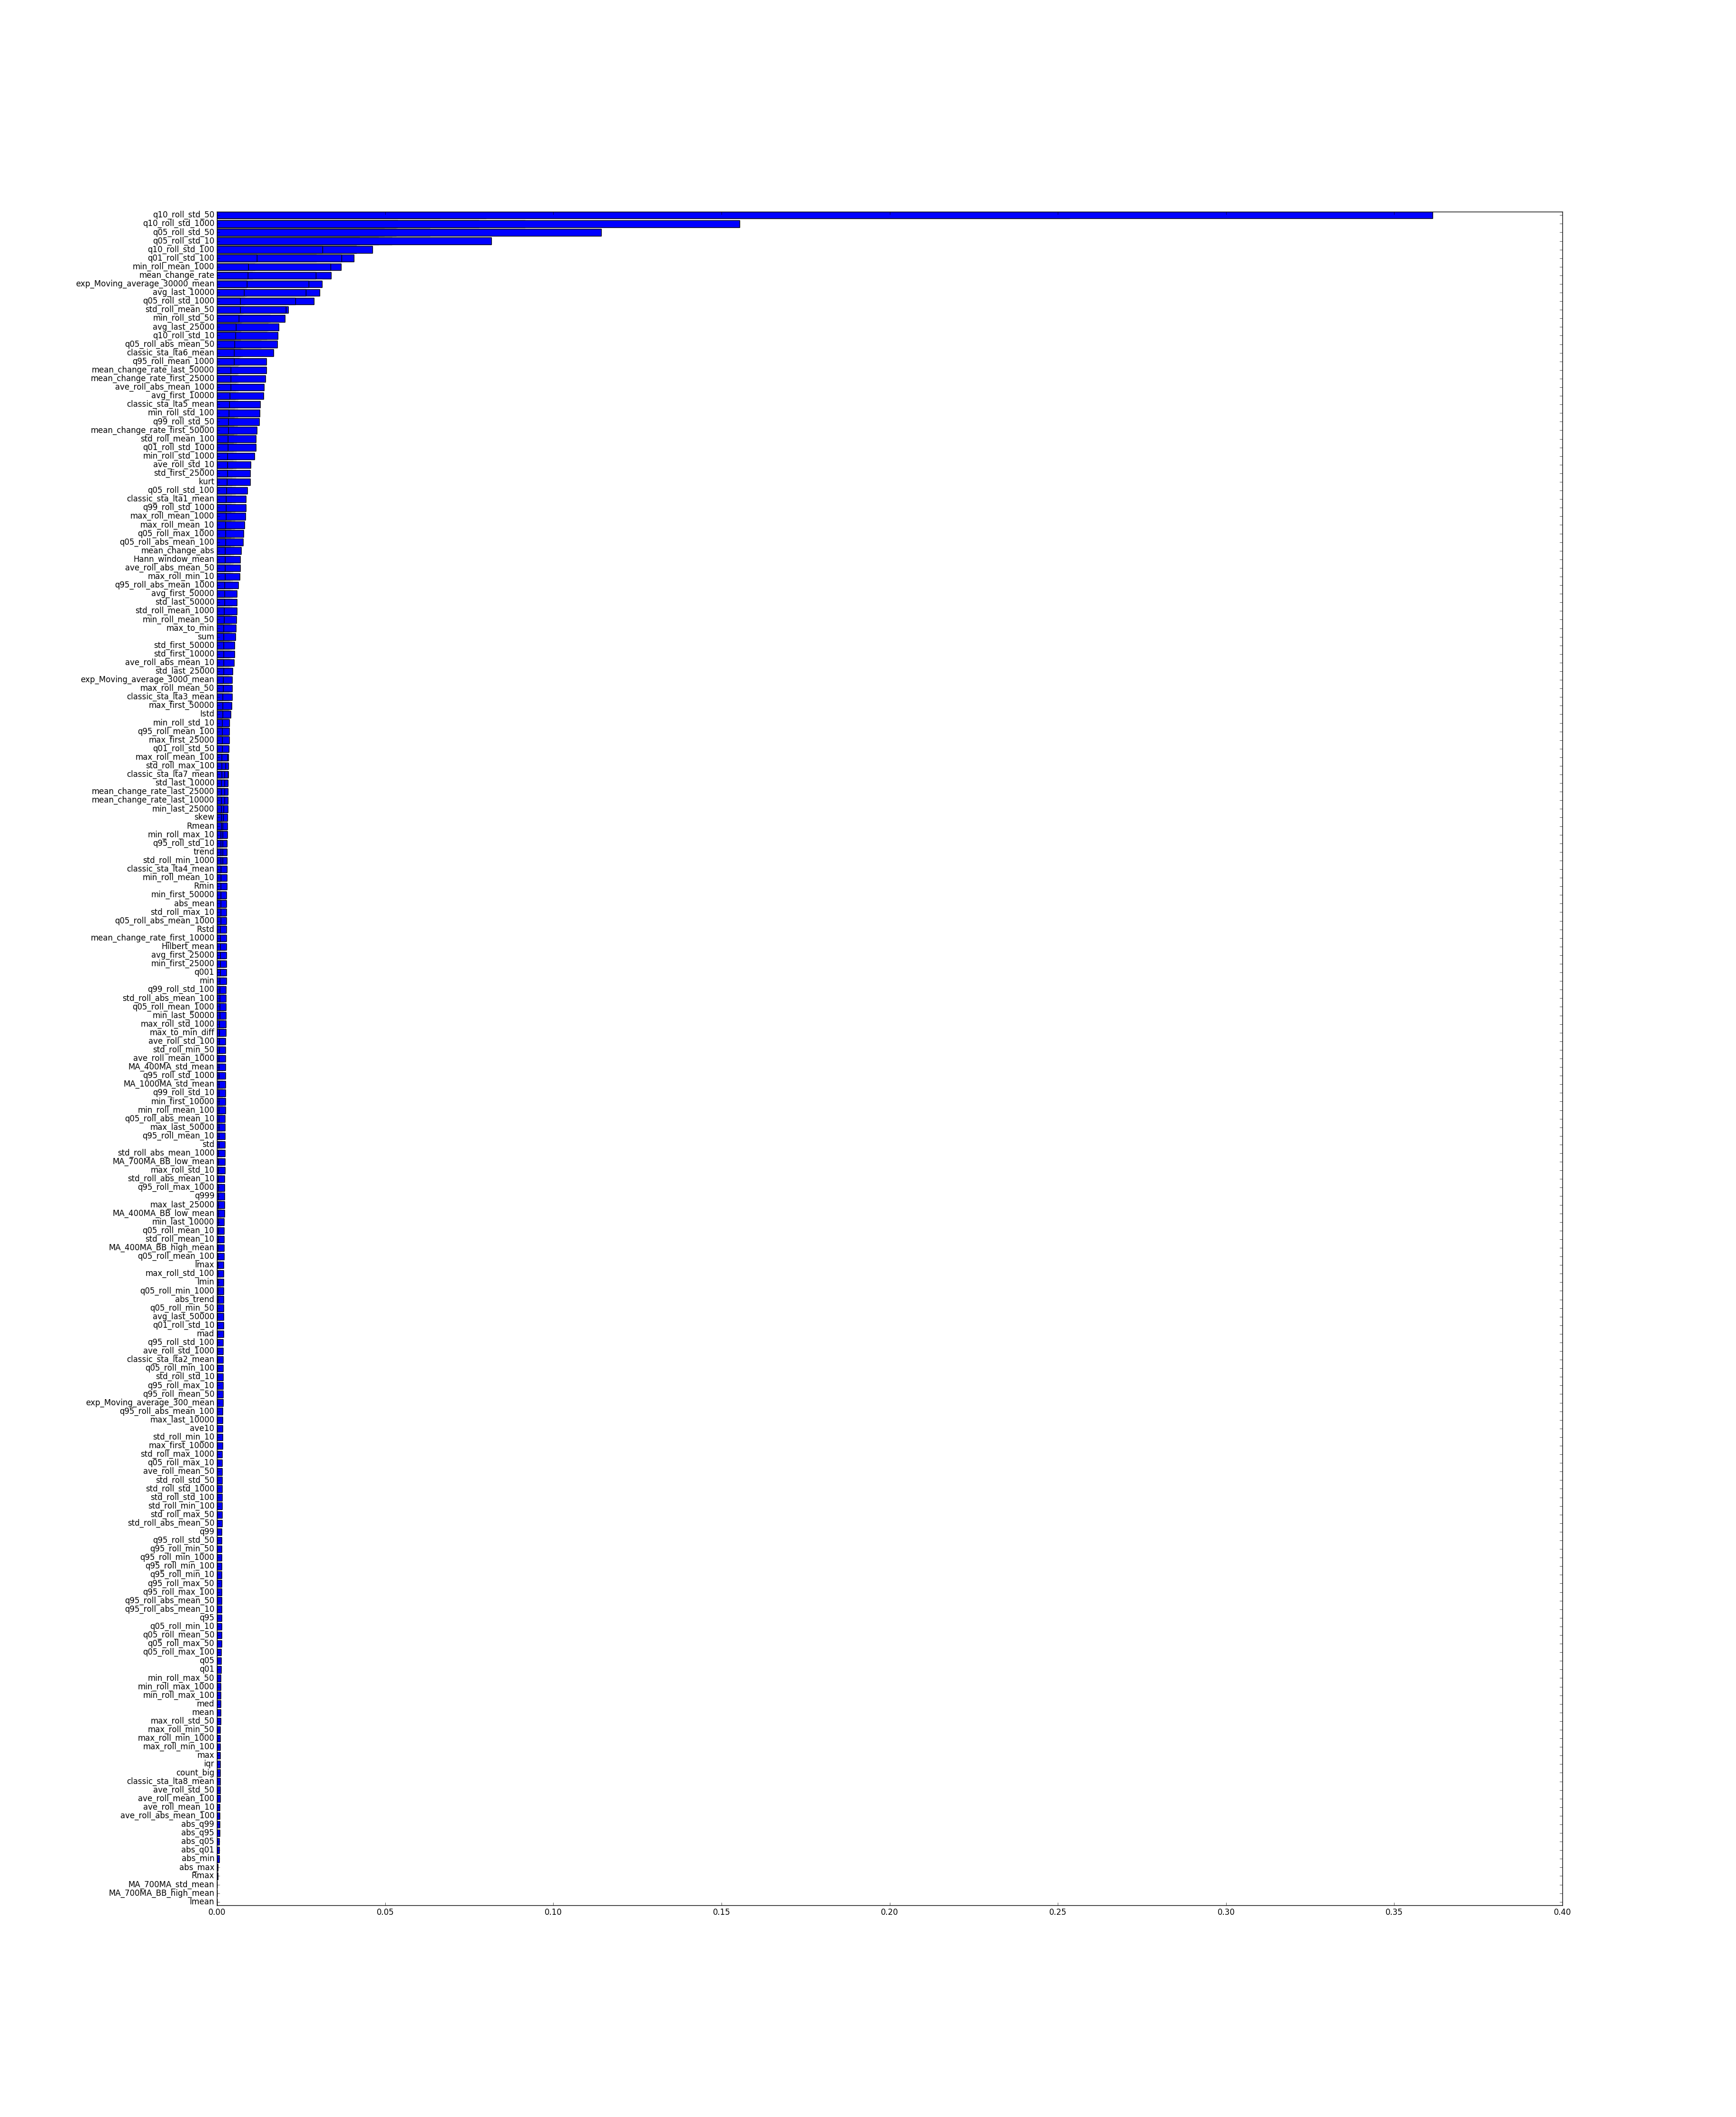 q10_roll_std_50
q10_roll_std_1000
q05_roll_std_50
q05_roll_std_10
q10_roll_std_100
q01_roll_std_100
min_roll_mean_1000
mean_change_rate
exp_Moving_average_30000_mean
avg_last_10000
q05_roll_std_1000
std_roll_mean_50
min_roll_std_50
avg_last_25000
q10_roll_std_10
q05_roll_abs_mean_50
classic_sta_lta6_mean
q95_roll_mean_1000
mean_change_rate_last_50000
mean_change_rate_first_25000
ave_roll_abs_mean_1000
avg_first_10000
classic_sta_lta5_mean
min_roll_std_100
q99_roll_std_50
mean_change_rate_first_50000
std_roll_mean_100
q01_roll_std_1000
min_roll_std_1000
ave_roll_std_10
std_first_25000
kurt
q05_roll_std_100
classic_sta_lta1_mean
q99_roll_std_1000
max_roll_mean_1000
max_roll_mean_10
q05_roll_max_1000
q05_roll_abs_mean_100
mean_change_abs
Hann_window_mean
ave_roll_abs_mean_50
max_roll_min_10
q95_roll_abs_mean_1000
avg_first_50000
std_last_50000
std_roll_mean_1000
min_roll_mean_50
max_to_min
sum
std_first_50000
std_first_10000
ave_roll_abs_mean_10
std_last_25000
exp_Moving_average_3000_mean
max_roll_mean_50
classic_sta_lta3_mean
max_first_50000
Istd
min_roll_std_10
q95_roll_mean_100
max_first_25000
q01_roll_std_50
max_roll_mean_100
std_roll_max_100
classic_sta_lta7_mean
std_last_10000
mean_change_rate_last_25000
mean_change_rate_last_10000
min_last_25000
skew
Rmean
min_roll_max_10
q95_roll_std_10
trend
std_roll_min_1000
classic_sta_lta4_mean
min_roll_mean_10
Rmin
min_first_50000
abs_mean
std_roll_max_10
q05_roll_abs_mean_1000
Rstd
mean_change_rate_first_10000
Hilbert_mean
avg_first_25000
min_first_25000
q001
min
q99_roll_std_100
std_roll_abs_mean_100
q05_roll_mean_1000
min_last_50000
max_roll_std_1000
max_to_min_diff
ave_roll_std_100
std_roll_min_50
ave_roll_mean_1000
MA_400MA_std_mean
q95_roll_std_1000
MA_1000MA_std_mean
q99_roll_std_10
min_first_10000
min_roll_mean_100
q05_roll_abs_mean_10
max_last_50000
q95_roll_mean_10
std
std_roll_abs_mean_1000
MA_700MA_BB_low_mean
max_roll_std_10
std_roll_abs_mean_10
q95_roll_max_1000
q999
max_last_25000
MA_400MA_BB_low_mean
min_last_10000
q05_roll_mean_10
std_roll_mean_10
MA_400MA_BB_high_mean
q05_roll_mean_100
Imax
max_roll_std_100
Imin
q05_roll_min_1000
abs_trend
q05_roll_min_50
avg_last_50000
q01_roll_std_10
mad
q95_roll_std_100
ave_roll_std_1000
classic_sta_lta2_mean
q05_roll_min_100
std_roll_std_10
q95_roll_max_10
q95_roll_mean_50
exp_Moving_average_300_mean
q95_roll_abs_mean_100
max_last_10000
ave10
std_roll_min_10
max_first_10000
std_roll_max_1000
q05_roll_max_10
ave_roll_mean_50
std_roll_std_50
std_roll_std_1000
std_roll_std_100
std_roll_min_100
std_roll_max_50
std_roll_abs_mean_50
q99
q95_roll_std_50
q95_roll_min_50
q95_roll_min_1000
q95_roll_min_100
q95_roll_min_10
q95_roll_max_50
q95_roll_max_100
q95_roll_abs_mean_50
q95_roll_abs_mean_10
q95
q05_roll_min_10
q05_roll_mean_50
q05_roll_max_50
q05_roll_max_100
q05
q01
min_roll_max_50
min_roll_max_1000
min_roll_max_100
med
mean
max_roll_std_50
max_roll_min_50
max_roll_min_1000
max_roll_min_100
max
iqr
count_big
classic_sta_lta8_mean
ave_roll_std_50
ave_roll_mean_100
ave_roll_mean_10
ave_roll_abs_mean_100
abs_q99
abs_q95
abs_q05
abs_q01
abs_min
abs_max
Rmax
MA_700MA_std_mean
MA_700MA_BB_high_mean
Imean
0.00 0.05 0.10 0.15 0.20 0.25 0.30 0.35 0.40